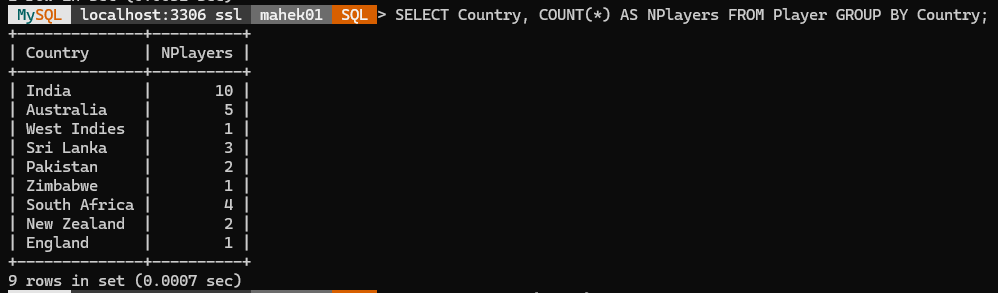 MySQL localhost:3306 ssl mahek01 SQL > SELECT Country, COUNT(*) AS NPlayers FROM Player GROUP BY Country;
+--------------+----------+
| Country      | NPlayers |
+--------------+----------+
| India        |       10 |
| Australia    |        5 |
| West Indies  |        1 |
| Sri Lanka    |        3 |
| Pakistan     |        2 |
| Zimbabwe     |        1 |
| South Africa |        4 |
| New Zealand  |        2 |
| England      |        1 |
+--------------+----------+
9 rows in set (0.0007 sec)